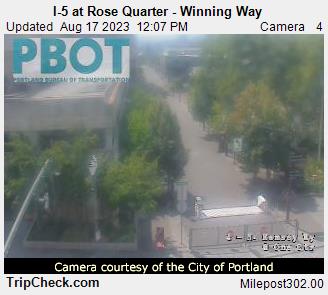 I-5 at Rose Quarter - Winning Way
Updated Aug 17 2023 12:07 PM Camera 4
PBOT
PORTLAND BUREAU OF TRANSPORTATION
Camera courtesy of the City of Portland
TripCheck.com Milepost302.00